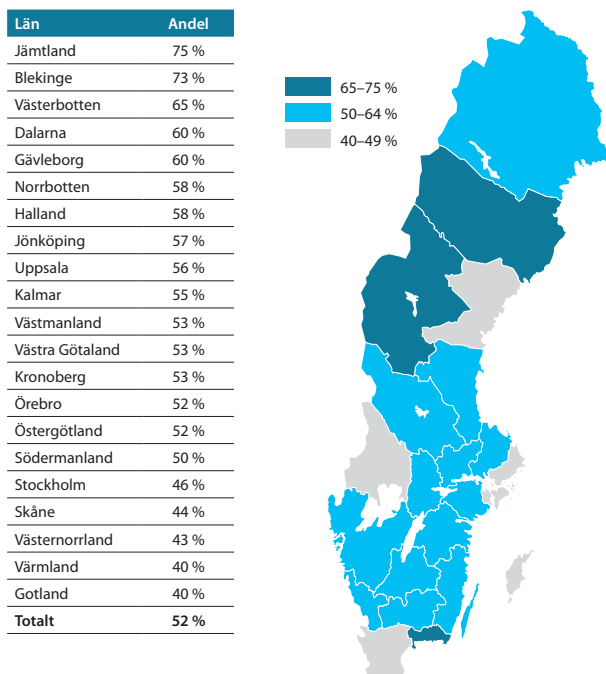 Län Andel
Jämtland 75 %
Blekinge 73 %
Västerbotten 65 %
Dalarna 60 %
Gävleborg 60 %
Norrbotten 58 %
Halland 58 %
Jönköping 57 %
Uppsala 56 %
Kalmar 55 %
Västmanland 53 %
Västra Götaland 53 %
Kronoberg 53 %
Örebro 52 %
Östergötland 52 %
Södermanland 50 %
Stockholm 46 %
Skåne 44 %
Västernorrland 43 %
Värmland 40 %
Gotland 40 %
Totalt 52 %
65–75 %
50–64 %
40–49 %